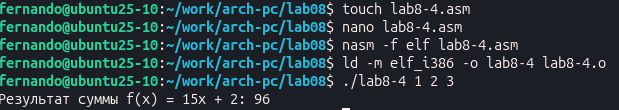 fernando@ubuntu25-10:~/work/arch-pc/lab08$ touch lab8-4.asm
fernando@ubuntu25-10:~/work/arch-pc/lab08$ nano lab8-4.asm
fernando@ubuntu25-10:~/work/arch-pc/lab08$ nasm -f elf lab8-4.asm
fernando@ubuntu25-10:~/work/arch-pc/lab08$ ld -m elf_i386 -o lab8-4 lab8-4.o
fernando@ubuntu25-10:~/work/arch-pc/lab08$ ./lab8-4 1 2 3
Результат суммы f(x) = 15x + 2: 96